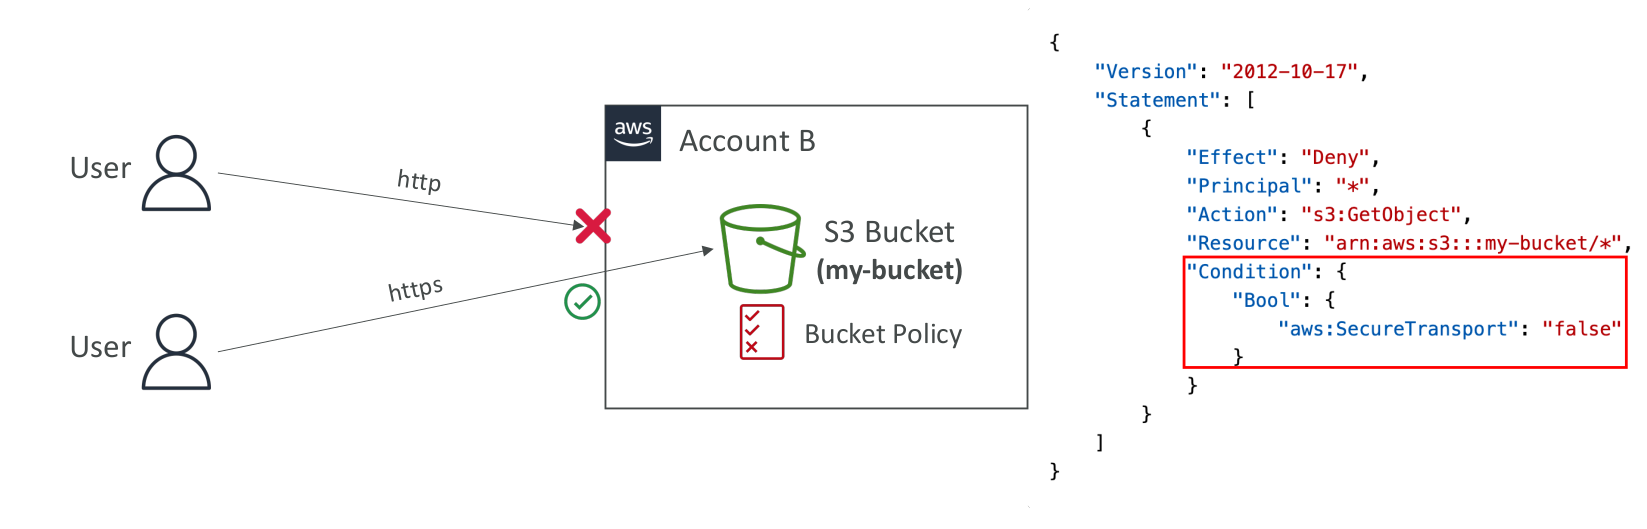 User
http
User
https
aws
Account B
S3 Bucket
(my-bucket)
Bucket Policy
{
"Version": "2012-10-17",
"Statement": [
{
"Effect": "Deny",
"Principal": "*",
"Action": "s3:GetObject",
"Resource": "arn:aws:s3:::my-bucket/*",
"Condition": {
"Bool": {
"aws:SecureTransport": "false"
}
}
}
]
}